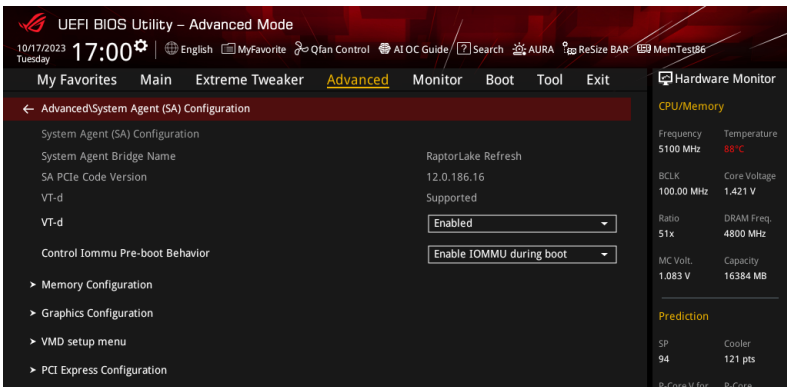 UEFI BIOS Utility – Advanced Mode
10/17/2023 Tuesday 17:00 English MyFavorite Qfan Control AI OC Guide Search AURA ReSize BAR MemTest86
My Favorites Main Extreme Tweaker Advanced Monitor Boot Tool Exit
Advanced\System Agent (SA) Configuration
System Agent (SA) Configuration
System Agent Bridge Name RaptorLake Refresh
SA PCIe Code Version 12.0.186.16
VT-d Supported
VT-d Enabled
Control Iommu Pre-boot Behavior Enable IOMMU during boot
Memory Configuration
Graphics Configuration
VMD setup menu
PCI Express Configuration
Hardware Monitor
CPU/Memory
Frequency Temperature
5100 MHz 88°C
BCLK Core Voltage
100.00 MHz 1.421 V
Ratio DRAM Freq.
51x 4800 MHz
MC Volt. Capacity
1.083 V 16384 MB
Prediction
SP Cooler
94 121 pts
P-Core V for P-Core